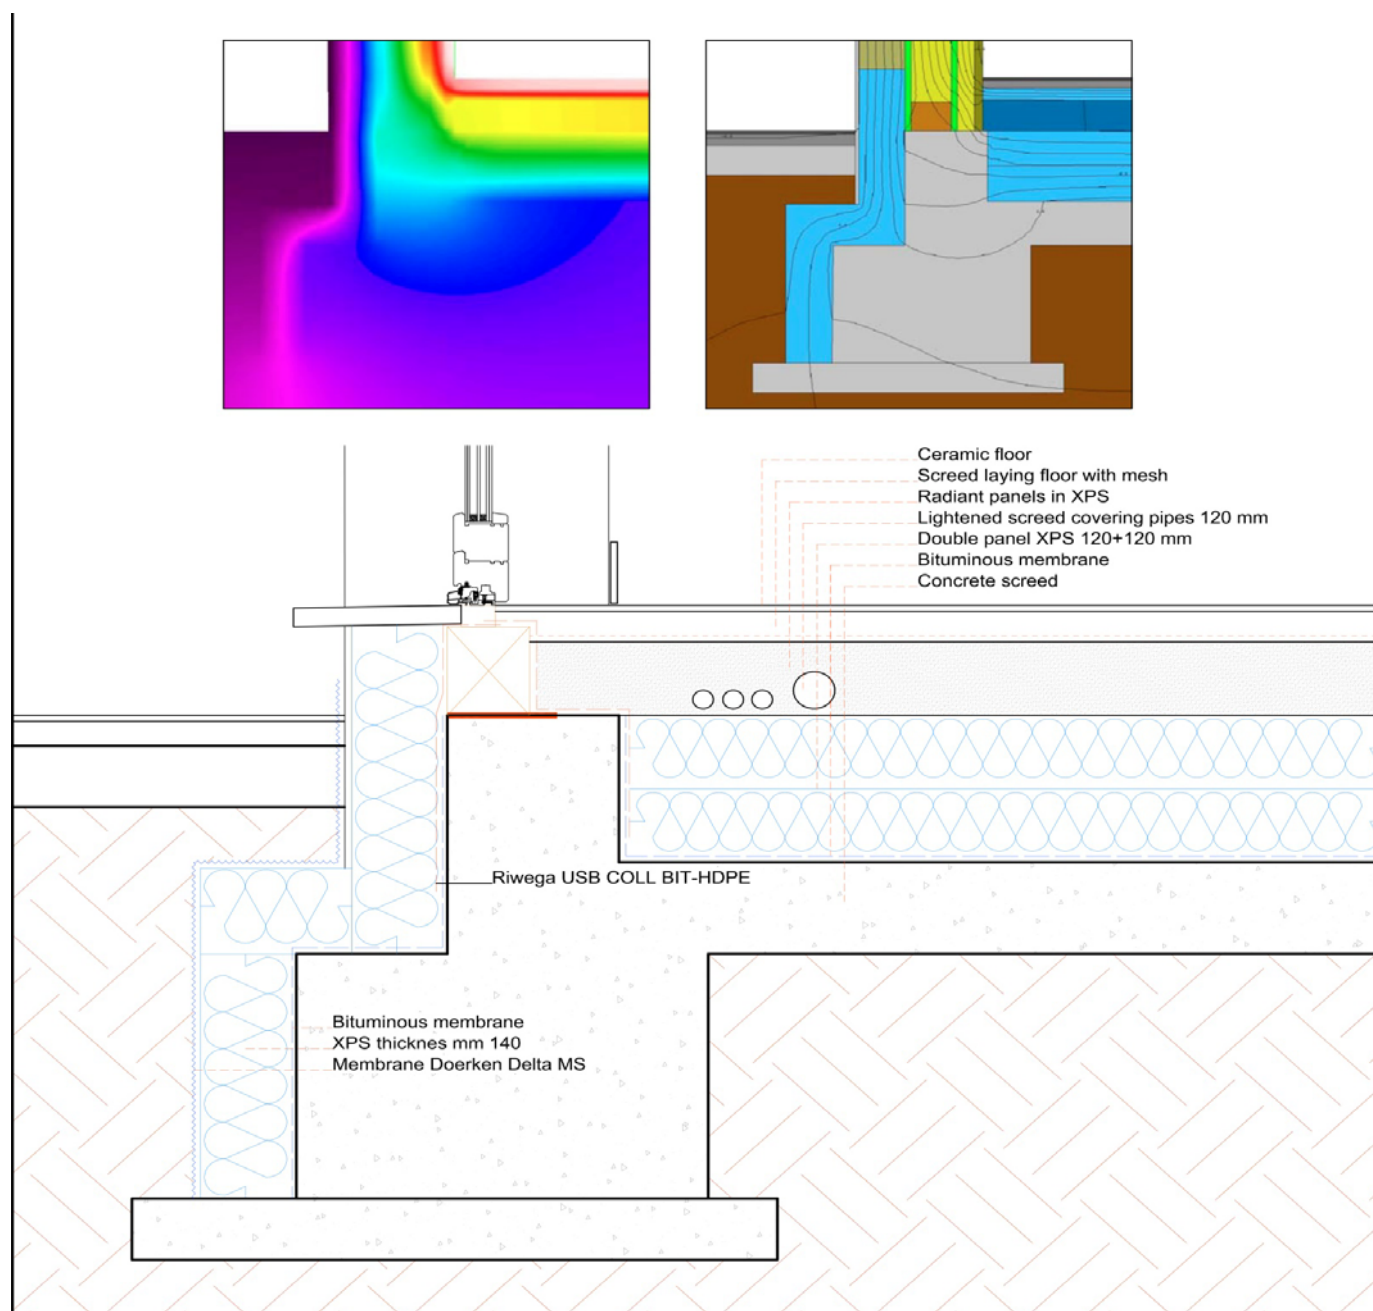 Ceramic floor
Screed laying floor with mesh
Radiant panels in XPS
Lightened screed covering pipes 120 mm
Double panel XPS 120+120 mm
Bituminous membrane
Concrete screed
Riwega USB COLL BIT-HDPE
Bituminous membrane
XPS thicknes mm 140
Membrane Doerken Delta MS